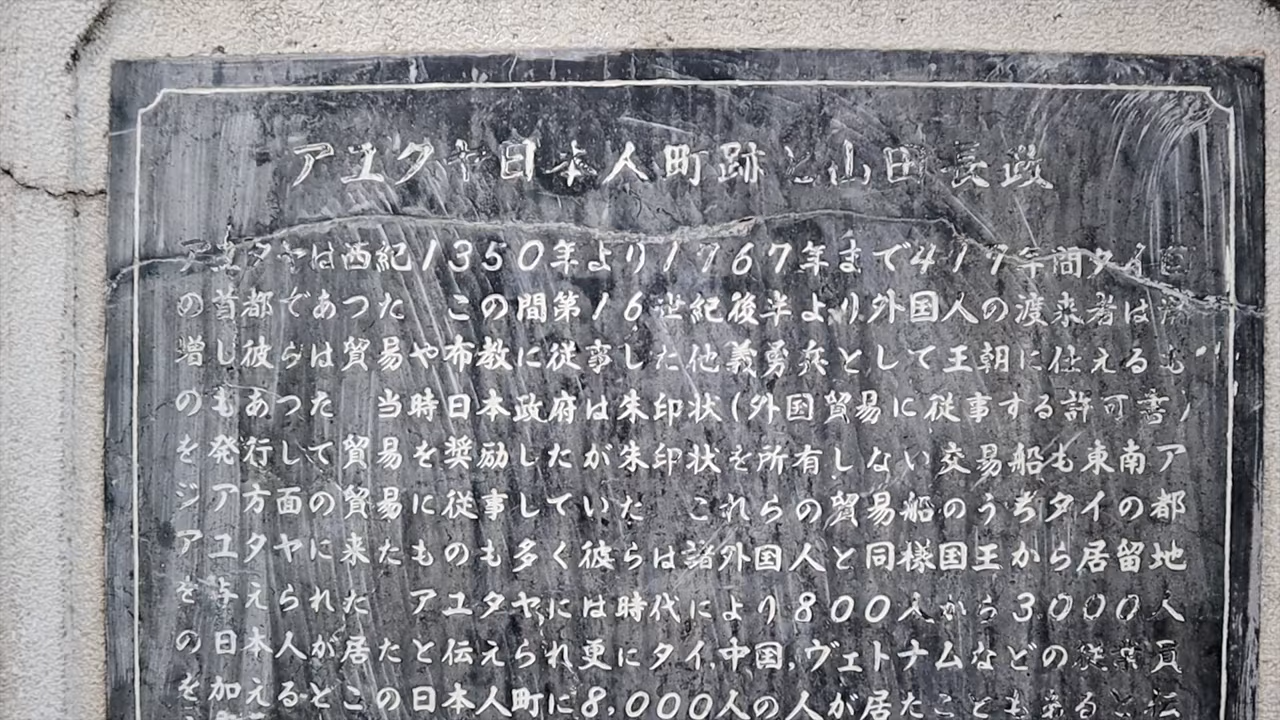 アユタヤ日本人町跡と山田長政
アユタヤは西紀1350年より1767年まで417年間タイ国
の首都であつた この間第16世紀後半より外国人の渡来者は
増し彼らは貿易や布教に従事した他義勇兵として王朝に仕えるも
のもあつた 当時日本政府は朱印状(外国貿易に従事する許可書)
を発行して貿易を奨励したが朱印状を所有しない交易船も東南ア
ジア方面の貿易に従事していた これらの貿易船のうちタイの都
アユタヤに来たものも多く彼らは諸外国人と同様国王から居留地
を与えられた アユタヤには時代により800人から3000人
の日本人が居たと伝えられ更にタイ,中国,ヴェトナムなどの従業員
を加えるとこの日本人町に8,000人の人が居たこともあると伝